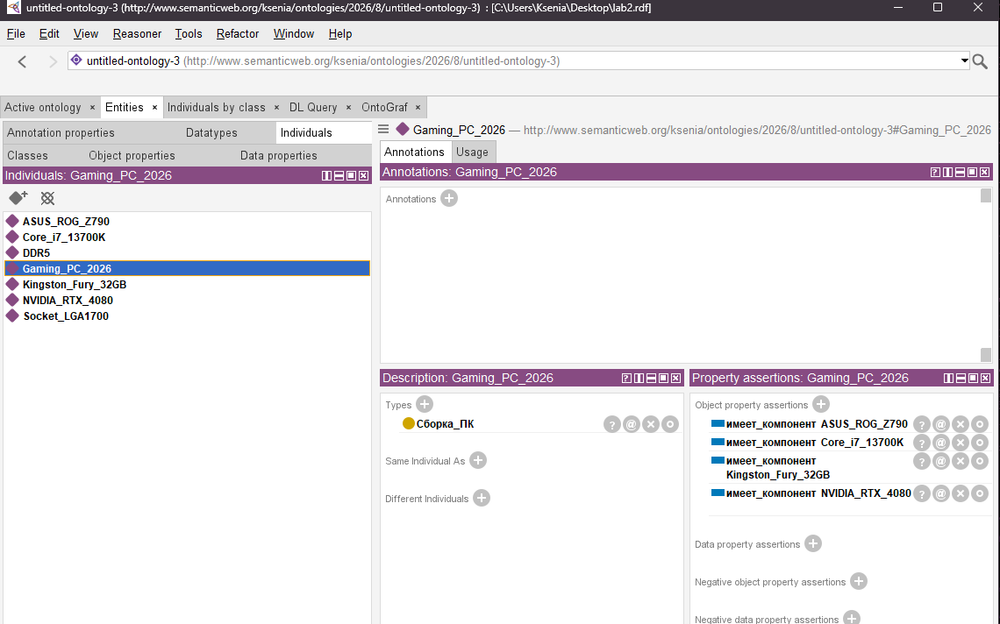 untitled-ontology-3 (http://www.semanticweb.org/ksenia/ontologies/2026/8/untitled-ontology-3) : [C:\Users\Ksenia\Desktop\lab2.rdf]
File Edit View Reasoner Tools Refactor Window Help
untitled-ontology-3 (http://www.semanticweb.org/ksenia/ontologies/2026/8/untitled-ontology-3)
Active ontology × Entities × Individuals by class × DL Query × OntoGraf ×
Annotation properties Datatypes Individuals
Classes Object properties Data properties
Individuals: Gaming_PC_2026
ASUS_ROG_Z790
Core_i7_13700K
DDR5
Gaming_PC_2026
Kingston_Fury_32GB
NVIDIA_RTX_4080
Socket_LGA1700
Gaming_PC_2026 — http://www.semanticweb.org/ksenia/ontologies/2026/8/untitled-ontology-3#Gaming_PC_2026
Annotations Usage
Annotations: Gaming_PC_2026
Annotations
Description: Gaming_PC_2026
Types
Сборка_ПК
Same Individual As
Different Individuals
Property assertions: Gaming_PC_2026
Object property assertions
имеет_компонент ASUS_ROG_Z790
имеет_компонент Core_i7_13700K
имеет_компонент
Kingston_Fury_32GB
имеет_компонент NVIDIA_RTX_4080
Data property assertions
Negative object property assertions
Negative data property assertions